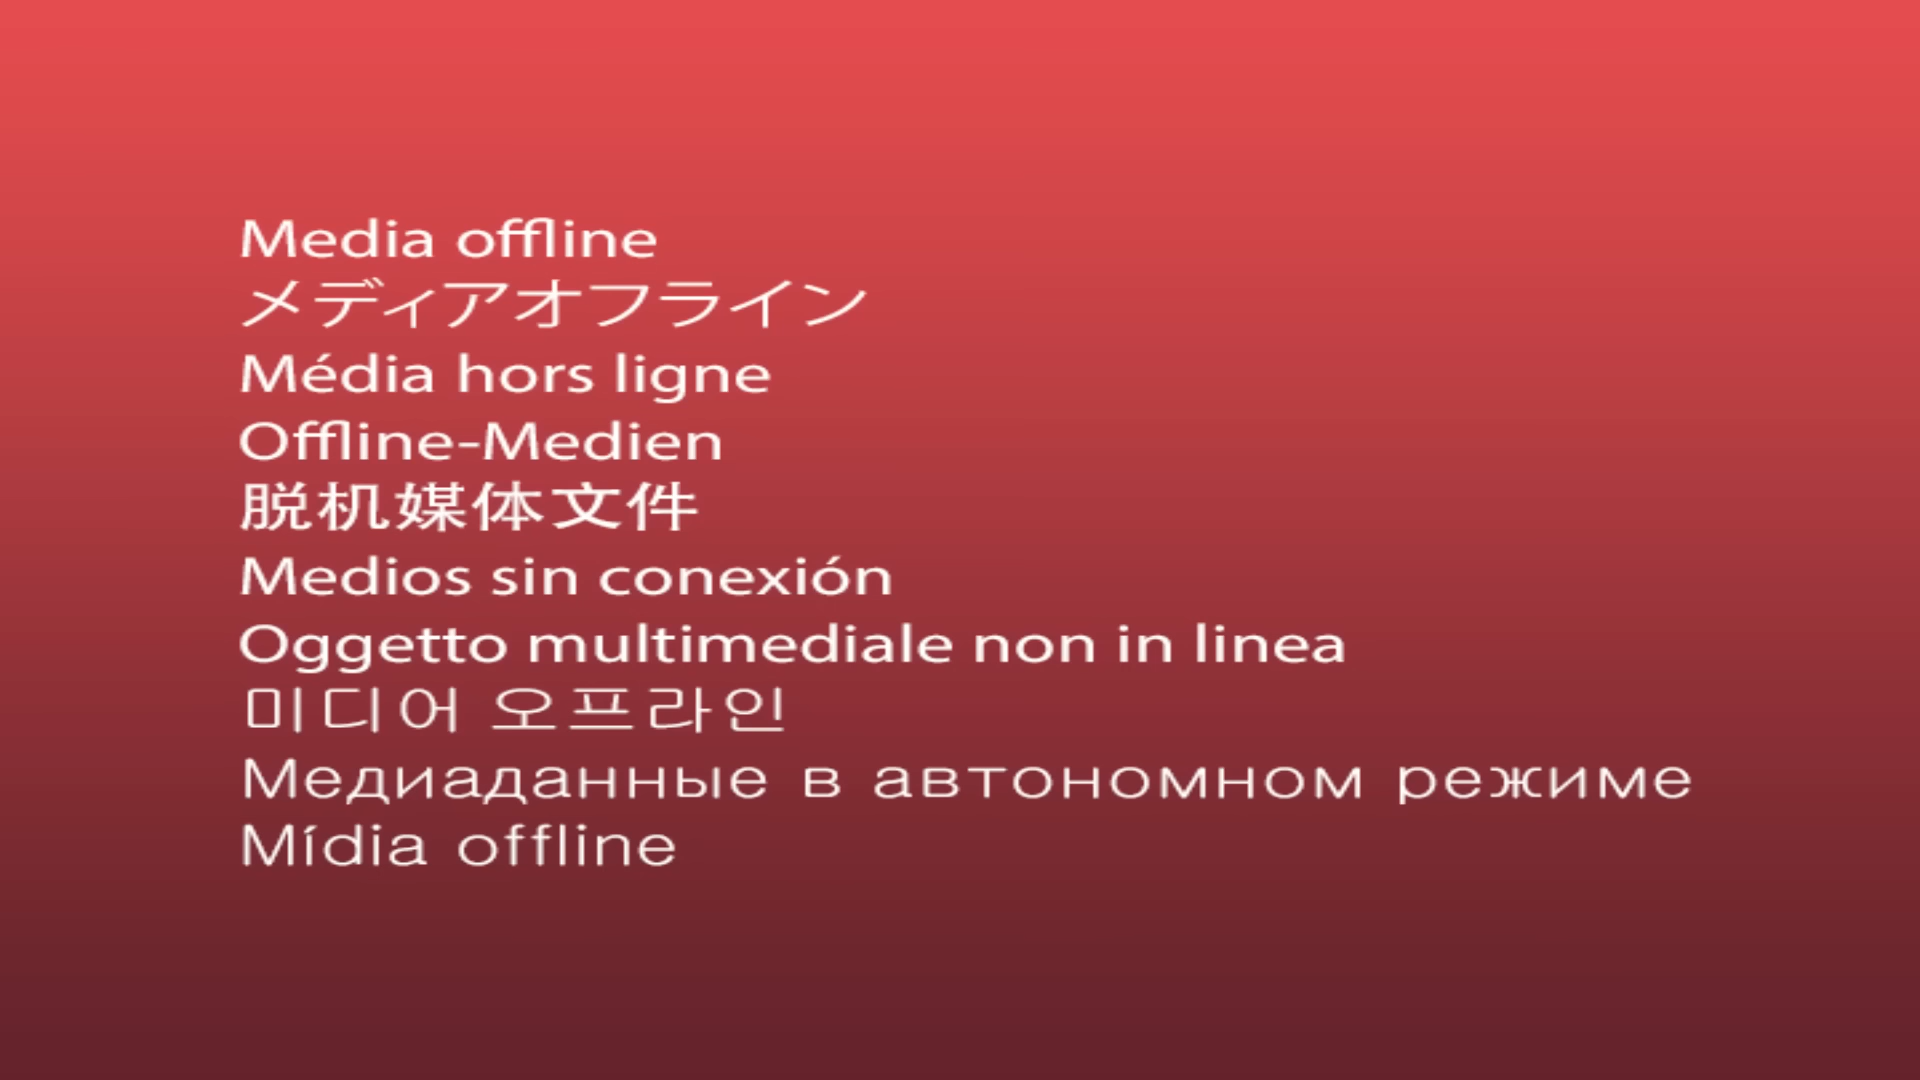 Media offline
メディアオフライン
Média hors ligne
Offline-Medien
脱机媒体文件
Medios sin conexión
Oggetto multimediale non in linea
미디어 오프라인
Медиаданные в автономном режиме
Mídia offline